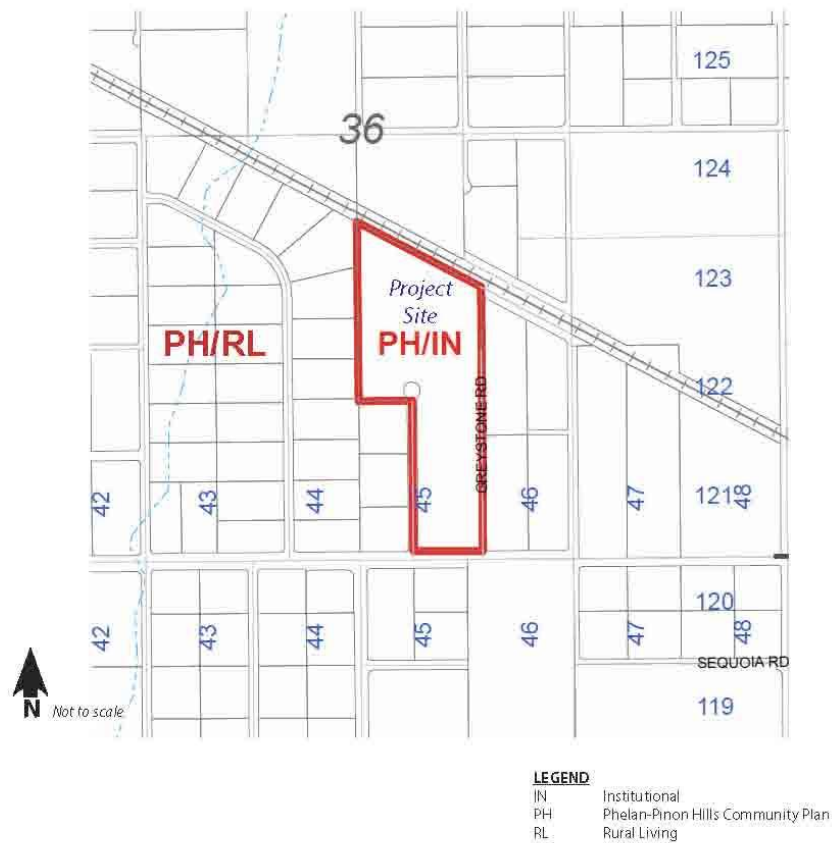 125
36
124
123
Project
Site
PH/RL
PH/IN
122
GREYSTONE RD
42
43
44
45
46
47
12148
120
42
43
44
45
46
47
48
SEQUOIA RD
119
N
Not to scale
LEGEND
IN Institutional
PH Phelan-Pinon Hills Community Plan
RL Rural Living